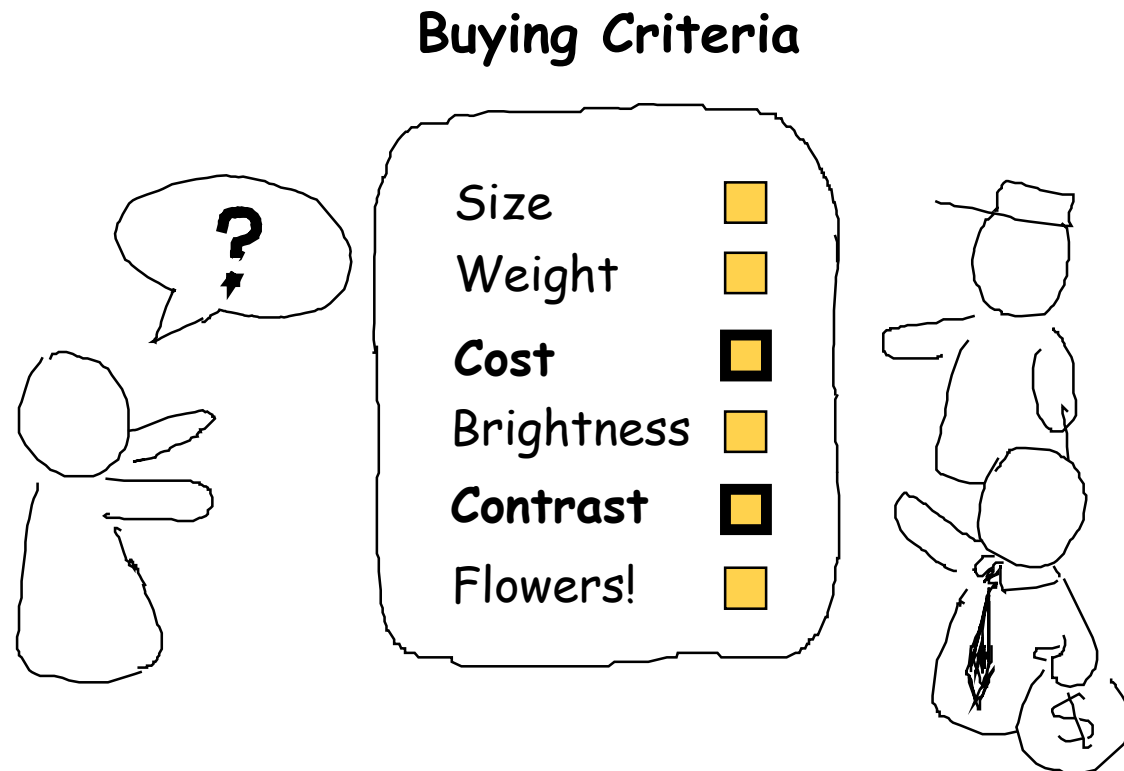 Buying Criteria
?
Size
Weight
Cost
Brightness
Contrast
Flowers!
$